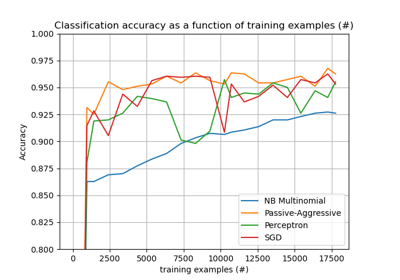 Classification accuracy as a function of training examples (#)
1.000
0.975
0.950
0.925
0.900
0.875
0.850
0.825
0.800
Accuracy
NB Multinomial
Passive-Aggressive
Perceptron
SGD
0 2500 5000 7500 10000 12500 15000 17500
training examples (#)